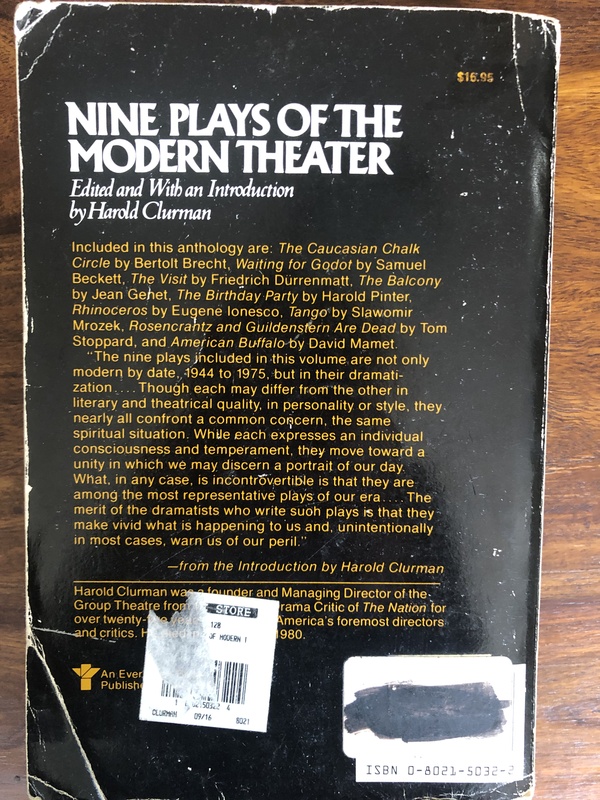 $16.95
NINE PLAYS OF THE
MODERN THEATER
Edited and With an Introduction
by Harold Clurman
Included in this anthology are: The Caucasian Chalk
Circle by Bertolt Brecht, Waiting for Godot by Samuel
Beckett, The Visit by Friedrich Dürrenmatt, The Balcony
by Jean Genet, The Birthday Party by Harold Pinter,
Rhinoceros by Eugene Ionesco, Tango by Slawomir
Mrozek, Rosencrantz and Guildenstern Are Dead by Tom
Stoppard, and American Buffalo by David Mamet.
"The nine plays included in this volume are not only
modern by date, 1944 to 1975, but in their dramati-
zation.... Though each may differ from the other in
literary and theatrical quality, in personality or style, they
nearly all confront a common concern, the same
spiritual situation. While each expresses an individual
consciousness and temperament, they move toward a
unity in which we may discern a portrait of our day.
What, in any case, is incontrovertible is that they are
among the most representative plays of our era.... The
merit of the dramatists who write such plays is that they
make vivid what is happening to us and, unintentionally
in most cases, warn us of our peril."
—from the Introduction by Harold Clurman
Harold Clurman was a founder and Managing Director of the
Group Theatre from Drama Critic of The Nation for
over America's foremost directors
and critics. 1980.
STORE
128
OF MODERN T
CLURMAN 09/16 8021
An
ISBN 0-8021-5032-2